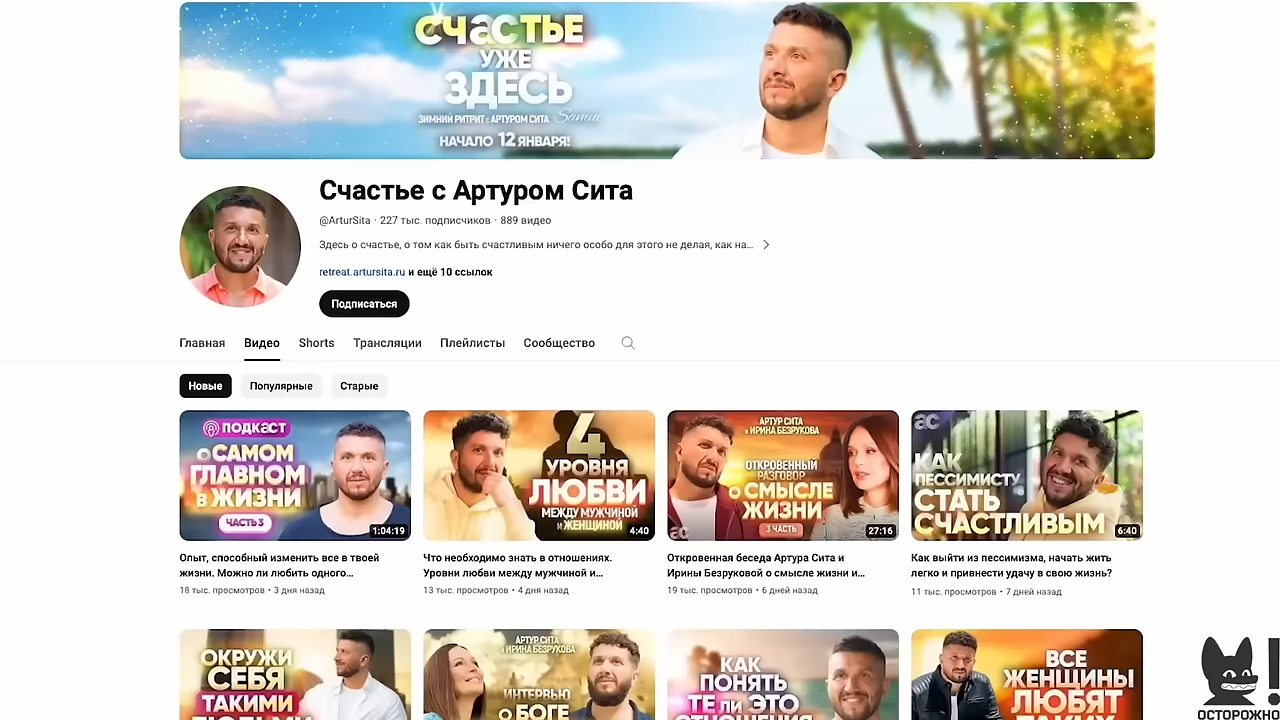 СЧАСТЬЕ
УЖЕ
ЗДЕСЬ
ЗИМНИЙ РИТРИТ с АРТУРОМ СИТА
НАЧАЛО 12 ЯНВАРЯ!
Счастье с Артуром Сита
@ArturSita · 227 тыс. подписчиков · 889 видео
Здесь о счастье, о том как быть счастливым ничего особо для этого не делая, как на...
retreat.artursita.ru и ещё 10 ссылок
Подписаться
Главная Видео Shorts Трансляции Плейлисты Сообщество
Новые Популярные Старые
ПОДКАСТ
О САМОМ
ГЛАВНОМ
В ЖИЗНИ
ЧАСТЬ 3
1:04:19
4
УРОВНЯ
ЛЮБВИ
МЕЖДУ МУЖЧИНОЙ
И ЖЕНЩИНОЙ
4:40
АРТУР СИТА
и ИРИНА БЕЗРУКОВА
ОТКРОВЕННЫЙ
РАЗГОВОР
О СМЫСЛЕ
ЖИЗНИ
3 ЧАСТЬ
ас
27:16
ас
КАК
ПЕССИМИСТУ
СТАТЬ
СЧАСТЛИВЫМ
6:40
Опыт, способный изменить все в твоей
жизни. Можно ли любить одного...
18 тыс. просмотров • 3 дня назад
Что необходимо знать в отношениях.
Уровни любви между мужчиной и...
13 тыс. просмотров • 4 дня назад
Откровенная беседа Артура Сита и
Ирины Безруковой о смысле жизни и...
19 тыс. просмотров • 6 дней назад
Как выйти из пессимизма, начать жить
легко и привнести удачу в свою жизнь?
11 тыс. просмотров • 7 дней назад
ОКРУЖИ
СЕБЯ
ТАКИМИ
ЛЮДЬМИ
АРТУР СИТА
и ИРИНА БЕЗРУКОВА
ИНТЕРВЬЮ
О БОГЕ
КАК
ПОНЯТЬ
ТЕ ЛИ ЭТО
ОТНОШЕНИЯ
ВСЕ
ЖЕНЩИНЫ
ЛЮБЯТ
ТАКИХ
ОСТОРОЖНО
!